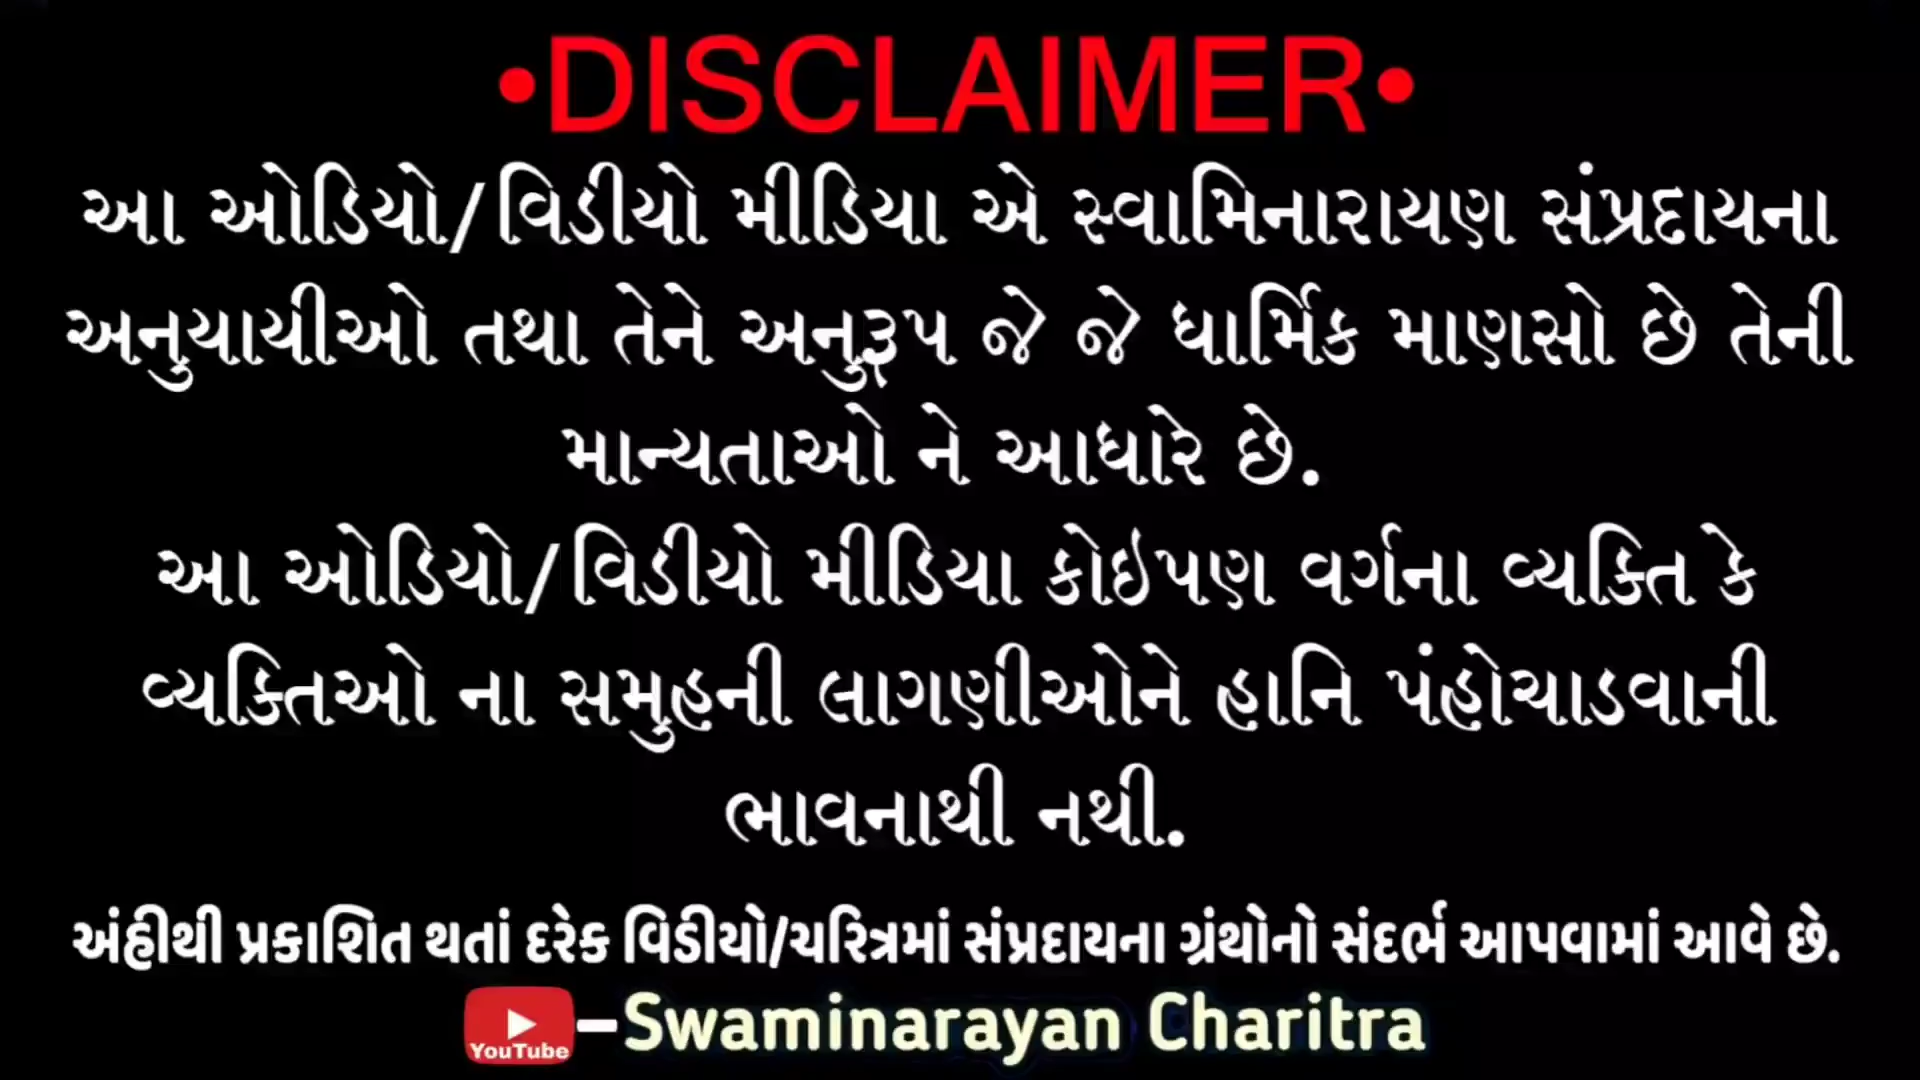 •DISCLAIMER•
આ ઓડિયો/વિડીયો મીડિયા એ સ્વામિનારાયણ સંપ્રદાયના
અનુયાયીઓ તથા તેને અનુરૂપ જે જે ધાર્મિક માણસો છે તેની
માન્યતાઓ ને આધારે છે.
આ ઓડિયો/વિડીયો મીડિયા કોઇપણ વર્ગના વ્યક્તિ કે
વ્યક્તિઓ ના સમુહની લાગણીઓને હાનિ પંહોચાડવાની
ભાવનાથી નથી.
અંહીથી પ્રકાશિત થતાં દરેક વિડીયો/ચરિત્રમાં સંપ્રદાયના ગ્રંથોનો સંદર્ભ આપવામાં આવે છે.
YouTube –Swaminarayan Charitra